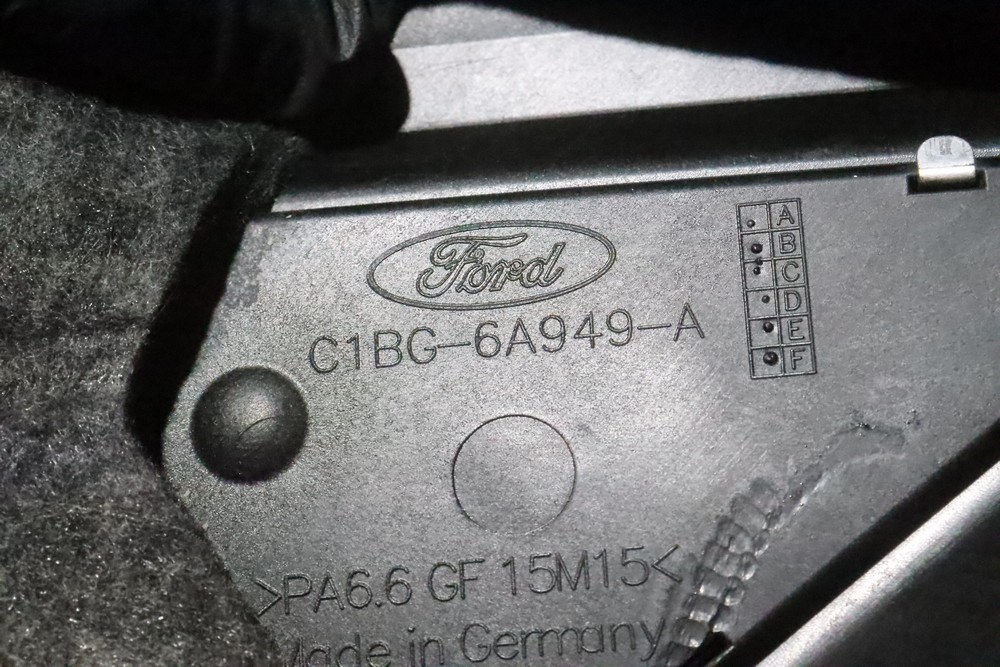 Ford
C1BG-6A949-A
A
B
C
D
E
F
>PA6.6 GF 15M15<
Made in Germany